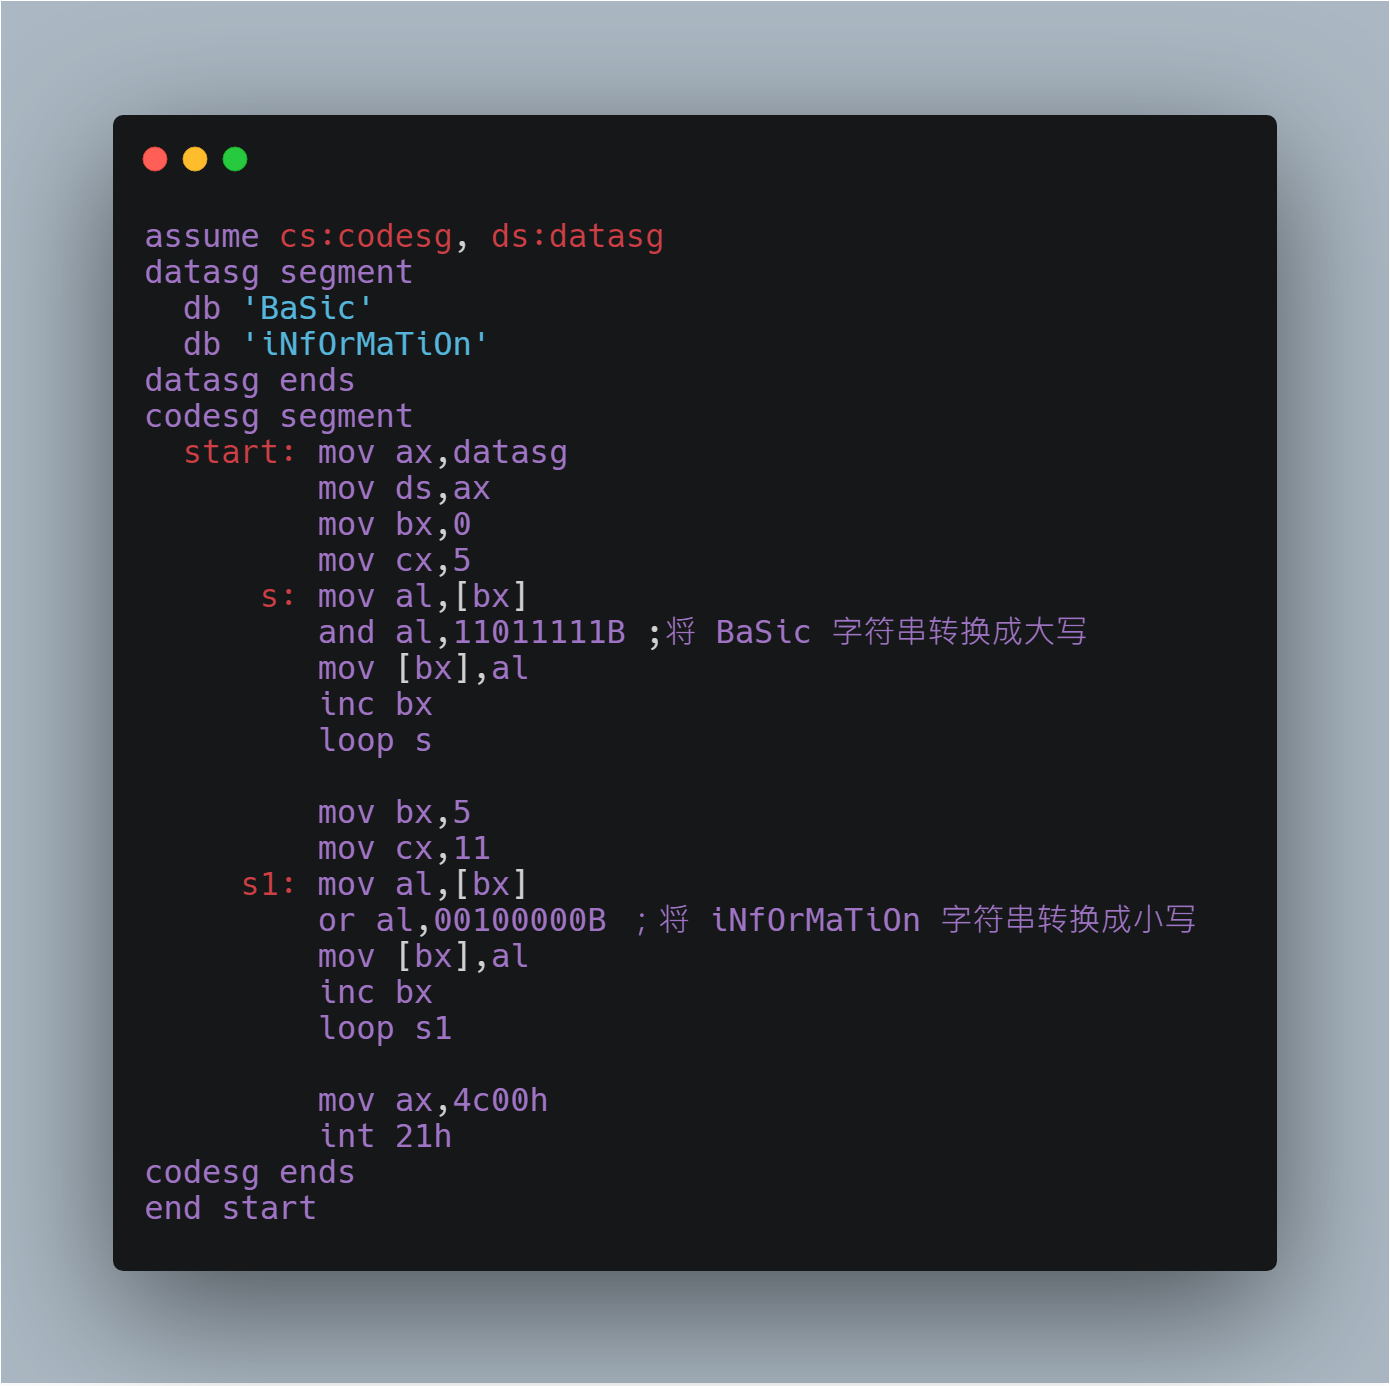 assume cs:codesg, ds:datasg
datasg segment
  db 'BaSic'
  db 'iNfOrMaTiOn'
datasg ends
codesg segment
  start: mov ax,datasg
         mov ds,ax
         mov bx,0
         mov cx,5
      s: mov al,[bx]
         and al,11011111B ;将 BaSic 字符串转换成大写
         mov [bx],al
         inc bx
         loop s

         mov bx,5
         mov cx,11
     s1: mov al,[bx]
         or al,00100000B ；将 iNfOrMaTiOn 字符串转换成小写
         mov [bx],al
         inc bx
         loop s1

         mov ax,4c00h
         int 21h
codesg ends
end start